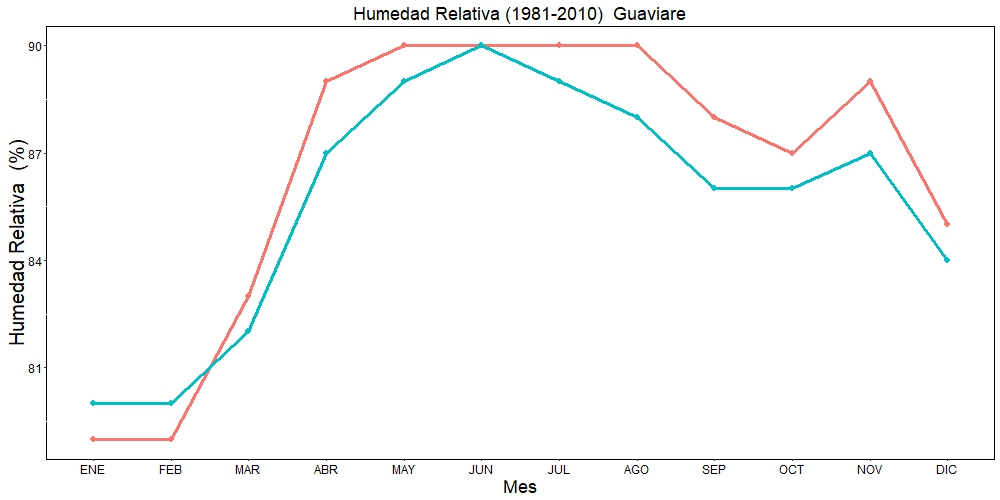 Humedad Relativa (1981-2010)  Guaviare
Humedad Relativa  (%)
90
87
84
81
ENE FEB MAR ABR MAY JUN JUL AGO SEP OCT NOV DIC
Mes